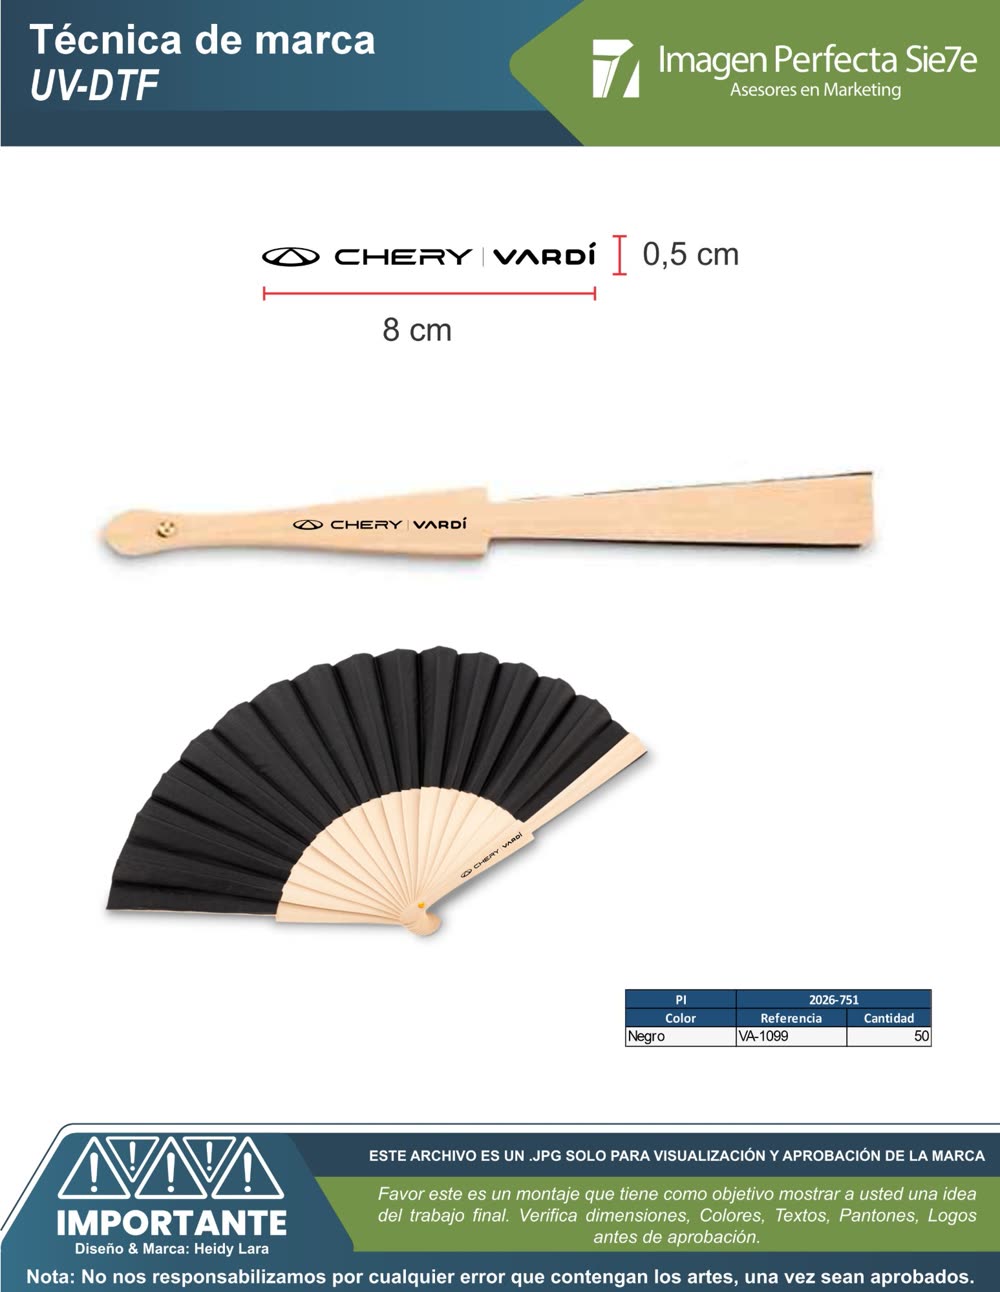 Técnica de marca
UV-DTF
Imagen Perfecta Sie7e
Asesores en Marketing
CHERY | VARDÍ
0,5 cm
8 cm
CHERY | VARDÍ
CHERY | VARDÍ
PI 2026-751
Color Referencia Cantidad
Negro VA-1099 50
ESTE ARCHIVO ES UN .JPG SOLO PARA VISUALIZACIÓN Y APROBACIÓN DE LA MARCA
Favor este es un montaje que tiene como objetivo mostrar a usted una idea
del trabajo final. Verifica dimensiones, Colores, Textos, Pantones, Logos
antes de aprobación.
IMPORTANTE
Diseño & Marca: Heidy Lara
Nota: No nos responsabilizamos por cualquier error que contengan los artes, una vez sean aprobados.